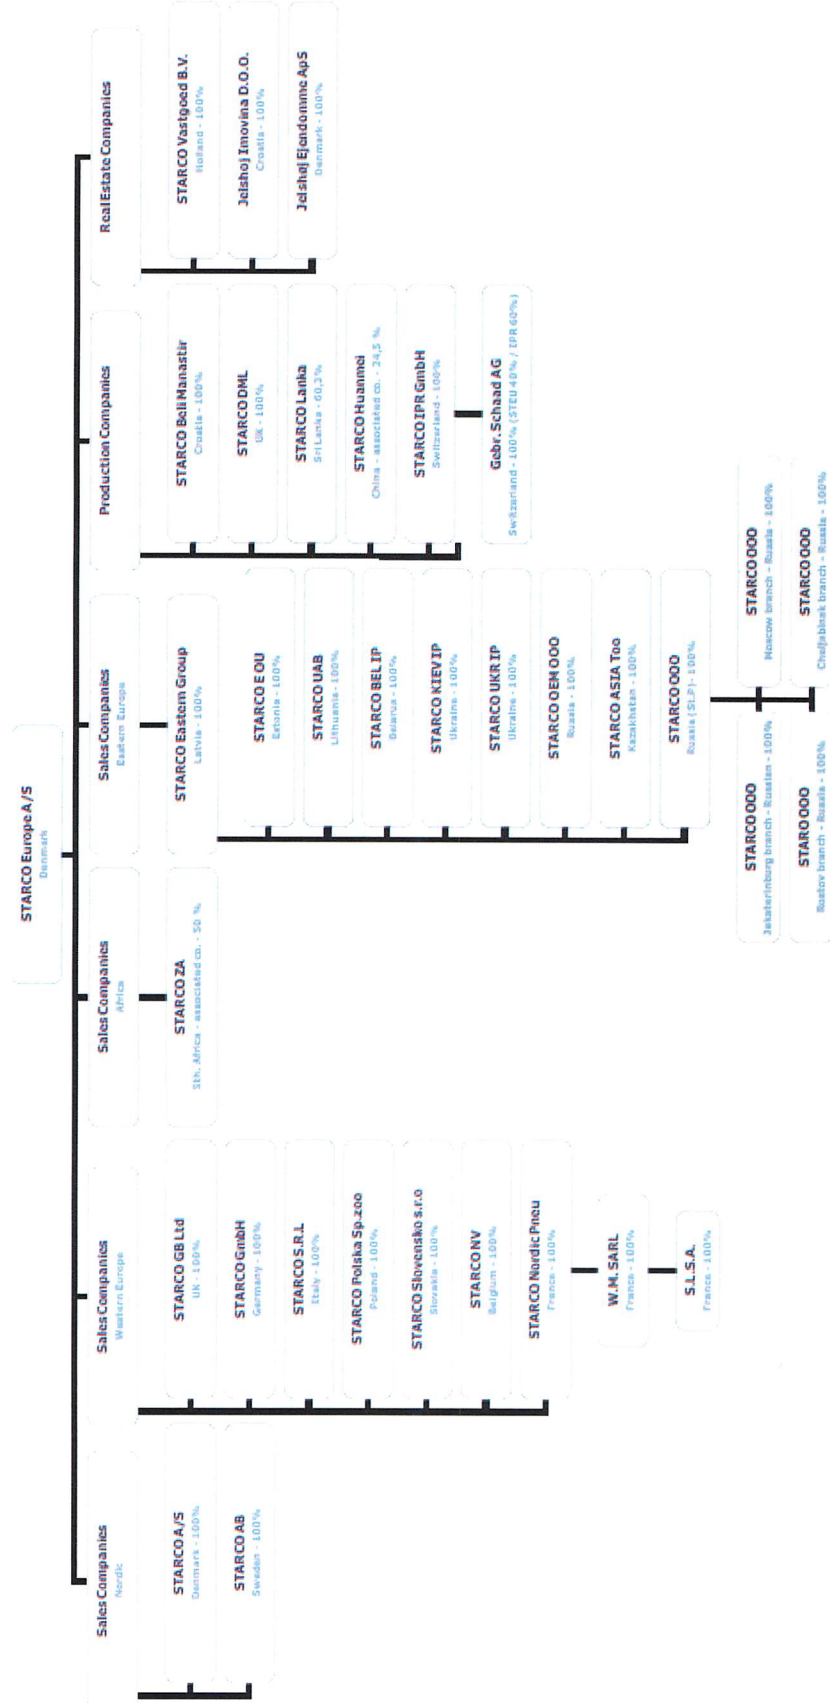 STARCO Europe A/S
Denmark
Sales Companies
Nordic
STARCO A/S
Denmark - 100%
STARCO AB
Sweden - 100%
Sales Companies
Western Europe
STARCO GB Ltd
UK - 100%
STARCO GmbH
Germany - 100%
STARCO S.R.L
Italy - 100%
STARCO Polska Sp.zoo
Poland - 100%
STARCO Slovensko s.r.o
Slovakia - 100%
STARCO NV
Belgium - 100%
STARCO Nordic Pneu
France - 100%
W.M. SARL
France - 100%
S.L.S.A.
France - 100%
Sales Companies
Africa
STARCO ZA
Sth. Africa - associated co. - 50 %
Sales Companies
Eastern Europe
STARCO Eastern Group
Latvia - 100%
STARCO E OU
Estonia - 100%
STARCO UAB
Lithuania - 100%
STARCO BEL IP
Belarus - 100%
STARCO KIEV IP
Ukraine - 100%
STARCO UKR IP
Ukraine - 100%
STARCO OEM OOO
Russia - 100%
STARCO ASIA Too
Kazakhstan - 100%
STARCO OOO
Russia (St.P) - 100%
STARCO OOO
Jekaterinburg branch - Russian - 100%
STARCO OOO
Moscow branch - Russia - 100%
STARO OOO
Rostov branch - Russia - 100%
STARCO OOO
Cheljabinsk branch - Russia - 100%
Production Companies
STARCO Beli Manastir
Croatia - 100%
STARCO DML
UK - 100%
STARCO Lanka
Sri Lanka - 60,3%
STARCO Huanmei
China - associated co. - 24,5 %
STARCO IPR GmbH
Switzerland - 100%
Gebr. Schaad AG
Switzerland - 100% (STEU 40% / IPR 60%)
Real Estate Companies
STARCO Vastgoed B.V.
Holland - 100%
Jelshøj Imovina D.O.O.
Croatia - 100%
Jelshøj Ejendomme ApS
Denmark - 100%